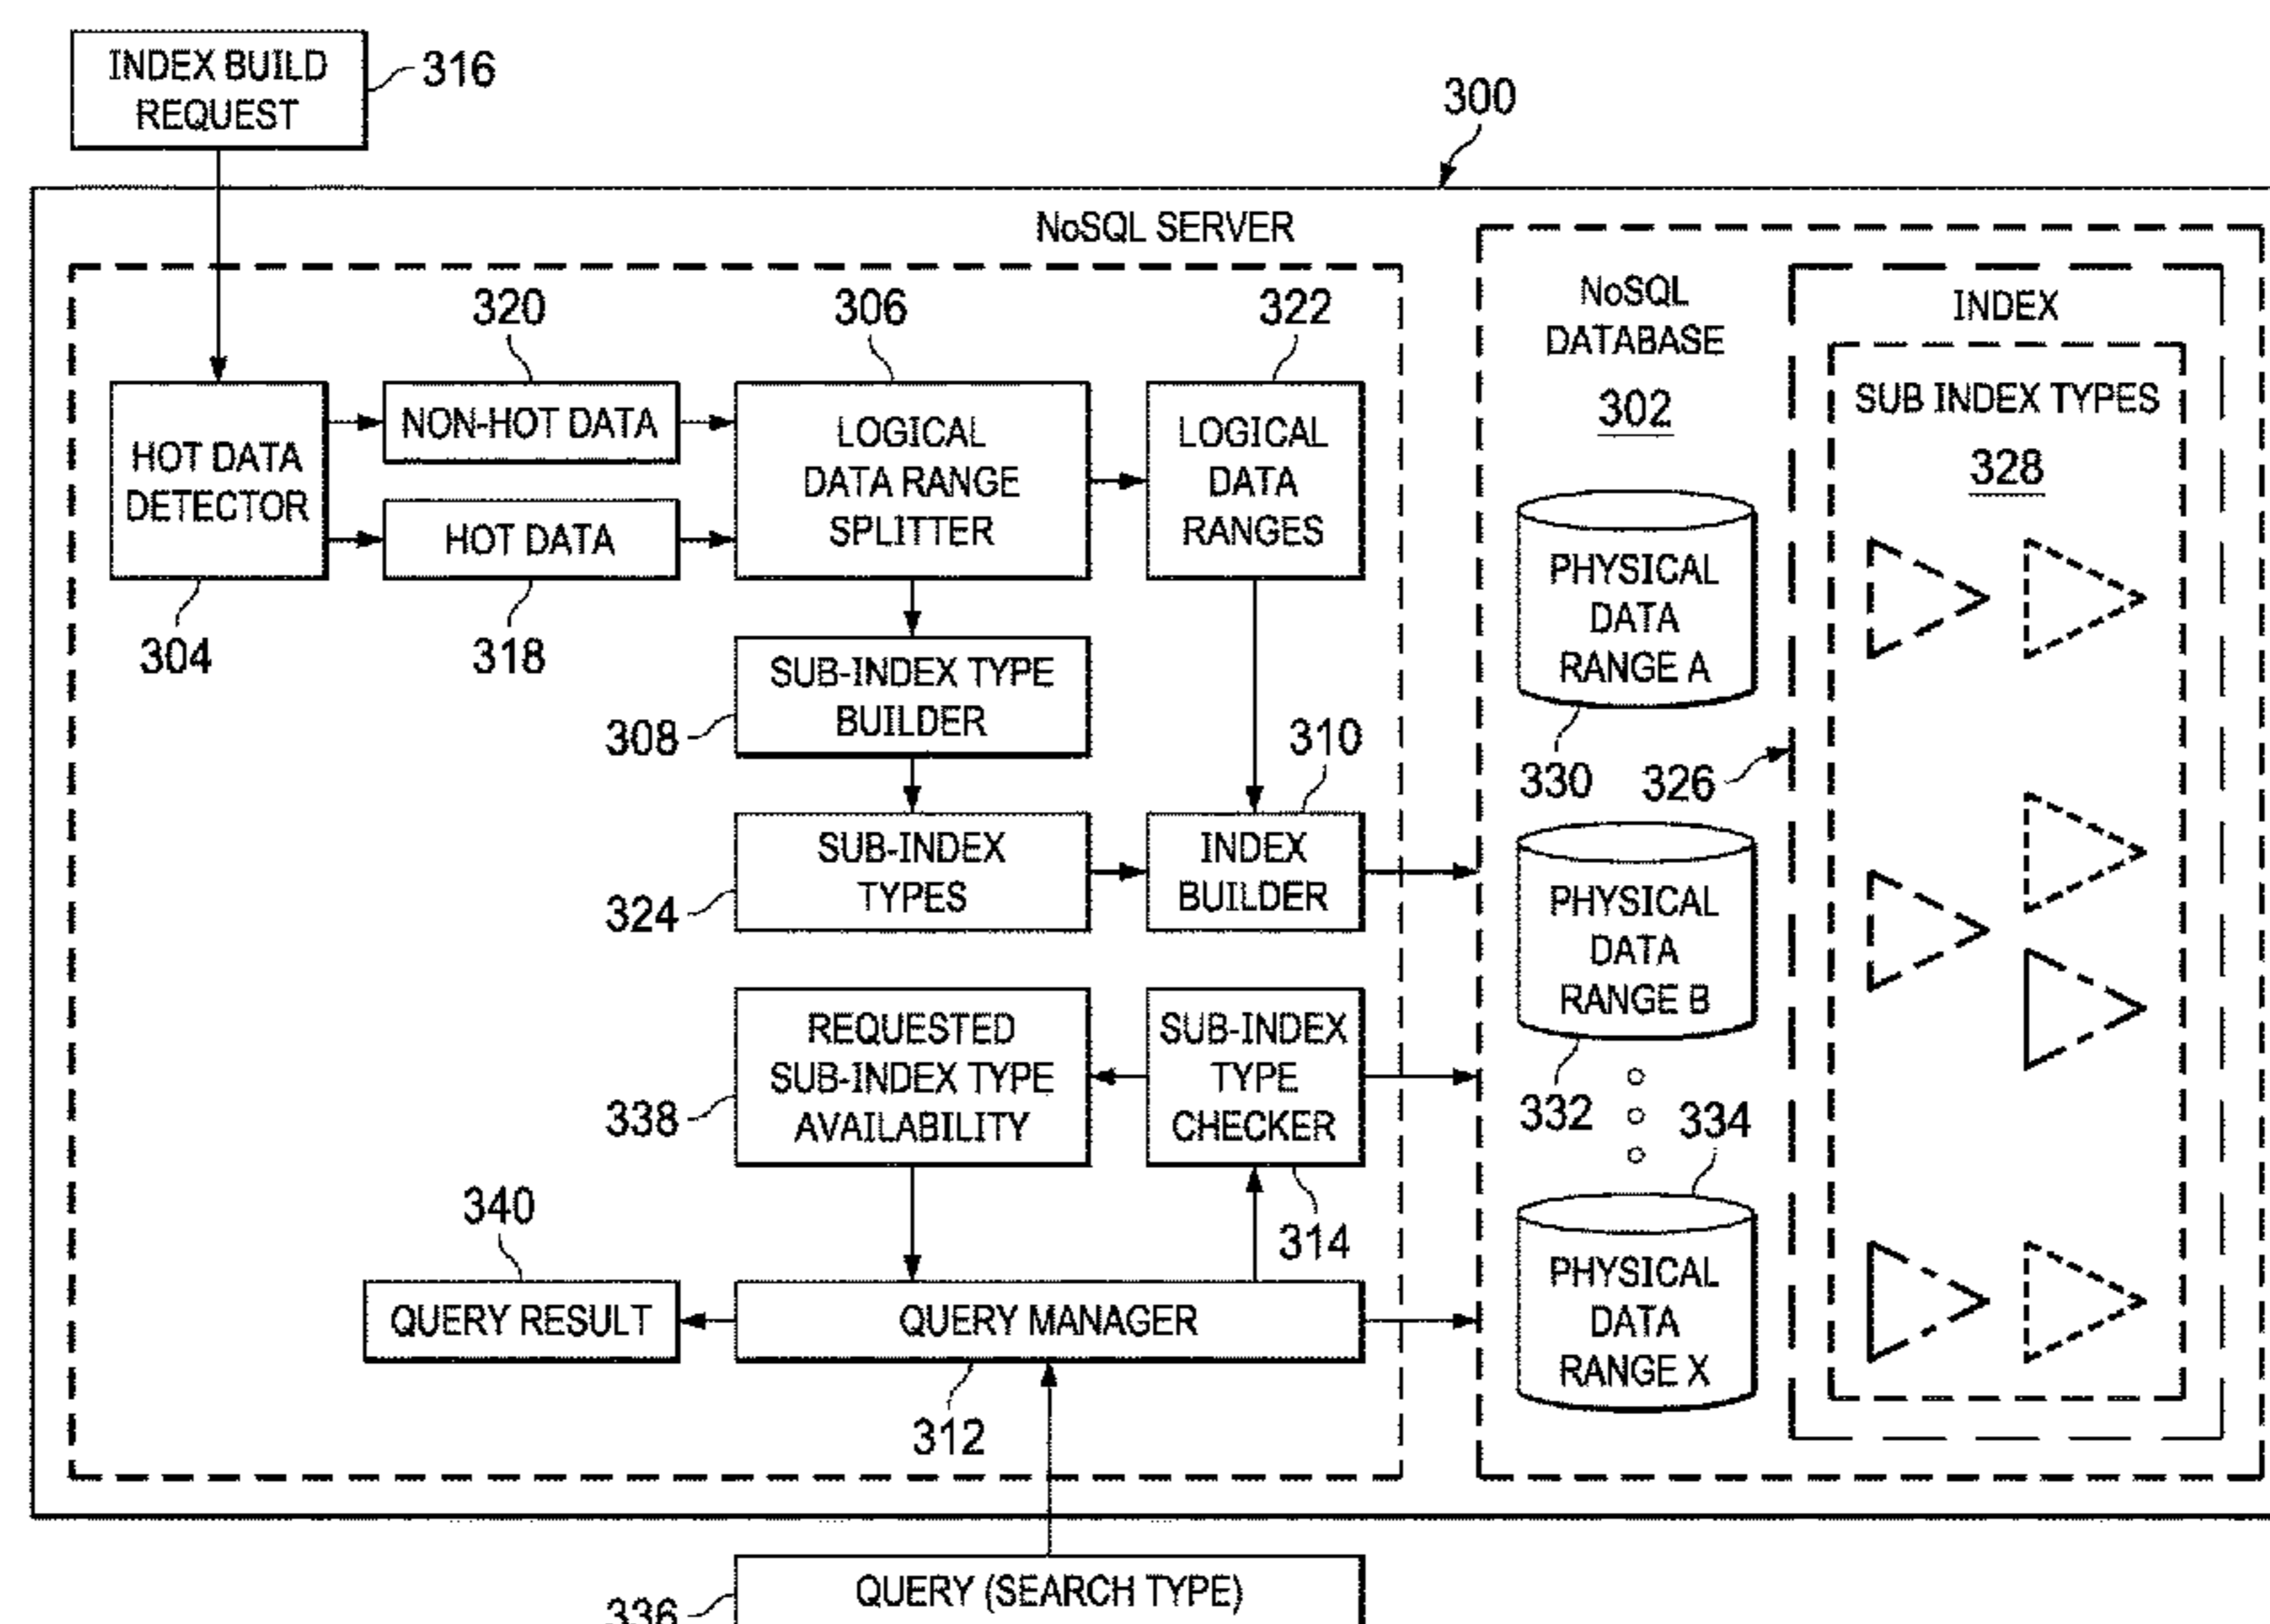 INDEX BUILD
REQUEST
316
300
NoSQL SERVER
320
306
322
NON-HOT DATA
HOT DATA
DETECTOR
HOT DATA
LOGICAL
DATA RANGE
SPLITTER
LOGICAL
DATA
RANGES
304
318
SUB-INDEX TYPE
BUILDER
308
310
SUB-INDEX
TYPES
324
INDEX
BUILDER
REQUESTED
SUB-INDEX TYPE
AVAILABILITY
338
SUB-INDEX
TYPE
CHECKER
314
340
QUERY RESULT
QUERY MANAGER
312
NoSQL
DATABASE
302
PHYSICAL
DATA
RANGE A
330
326
PHYSICAL
DATA
RANGE B
332
334
PHYSICAL
DATA
RANGE X
INDEX
SUB INDEX TYPES
328
QUERY (SEARCH TYPE)
336